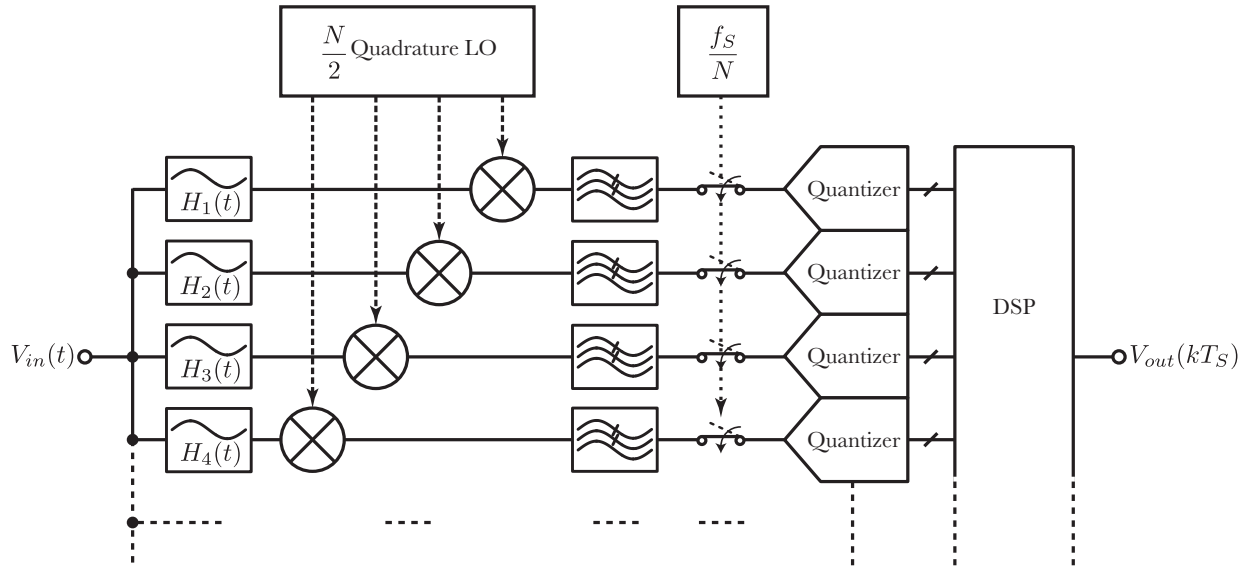 N/2 Quadrature LO
f_S/N
H_1(t)
Quantizer
H_2(t)
Quantizer
DSP
V_in(t)
H_3(t)
Quantizer
V_out(kT_S)
H_4(t)
Quantizer